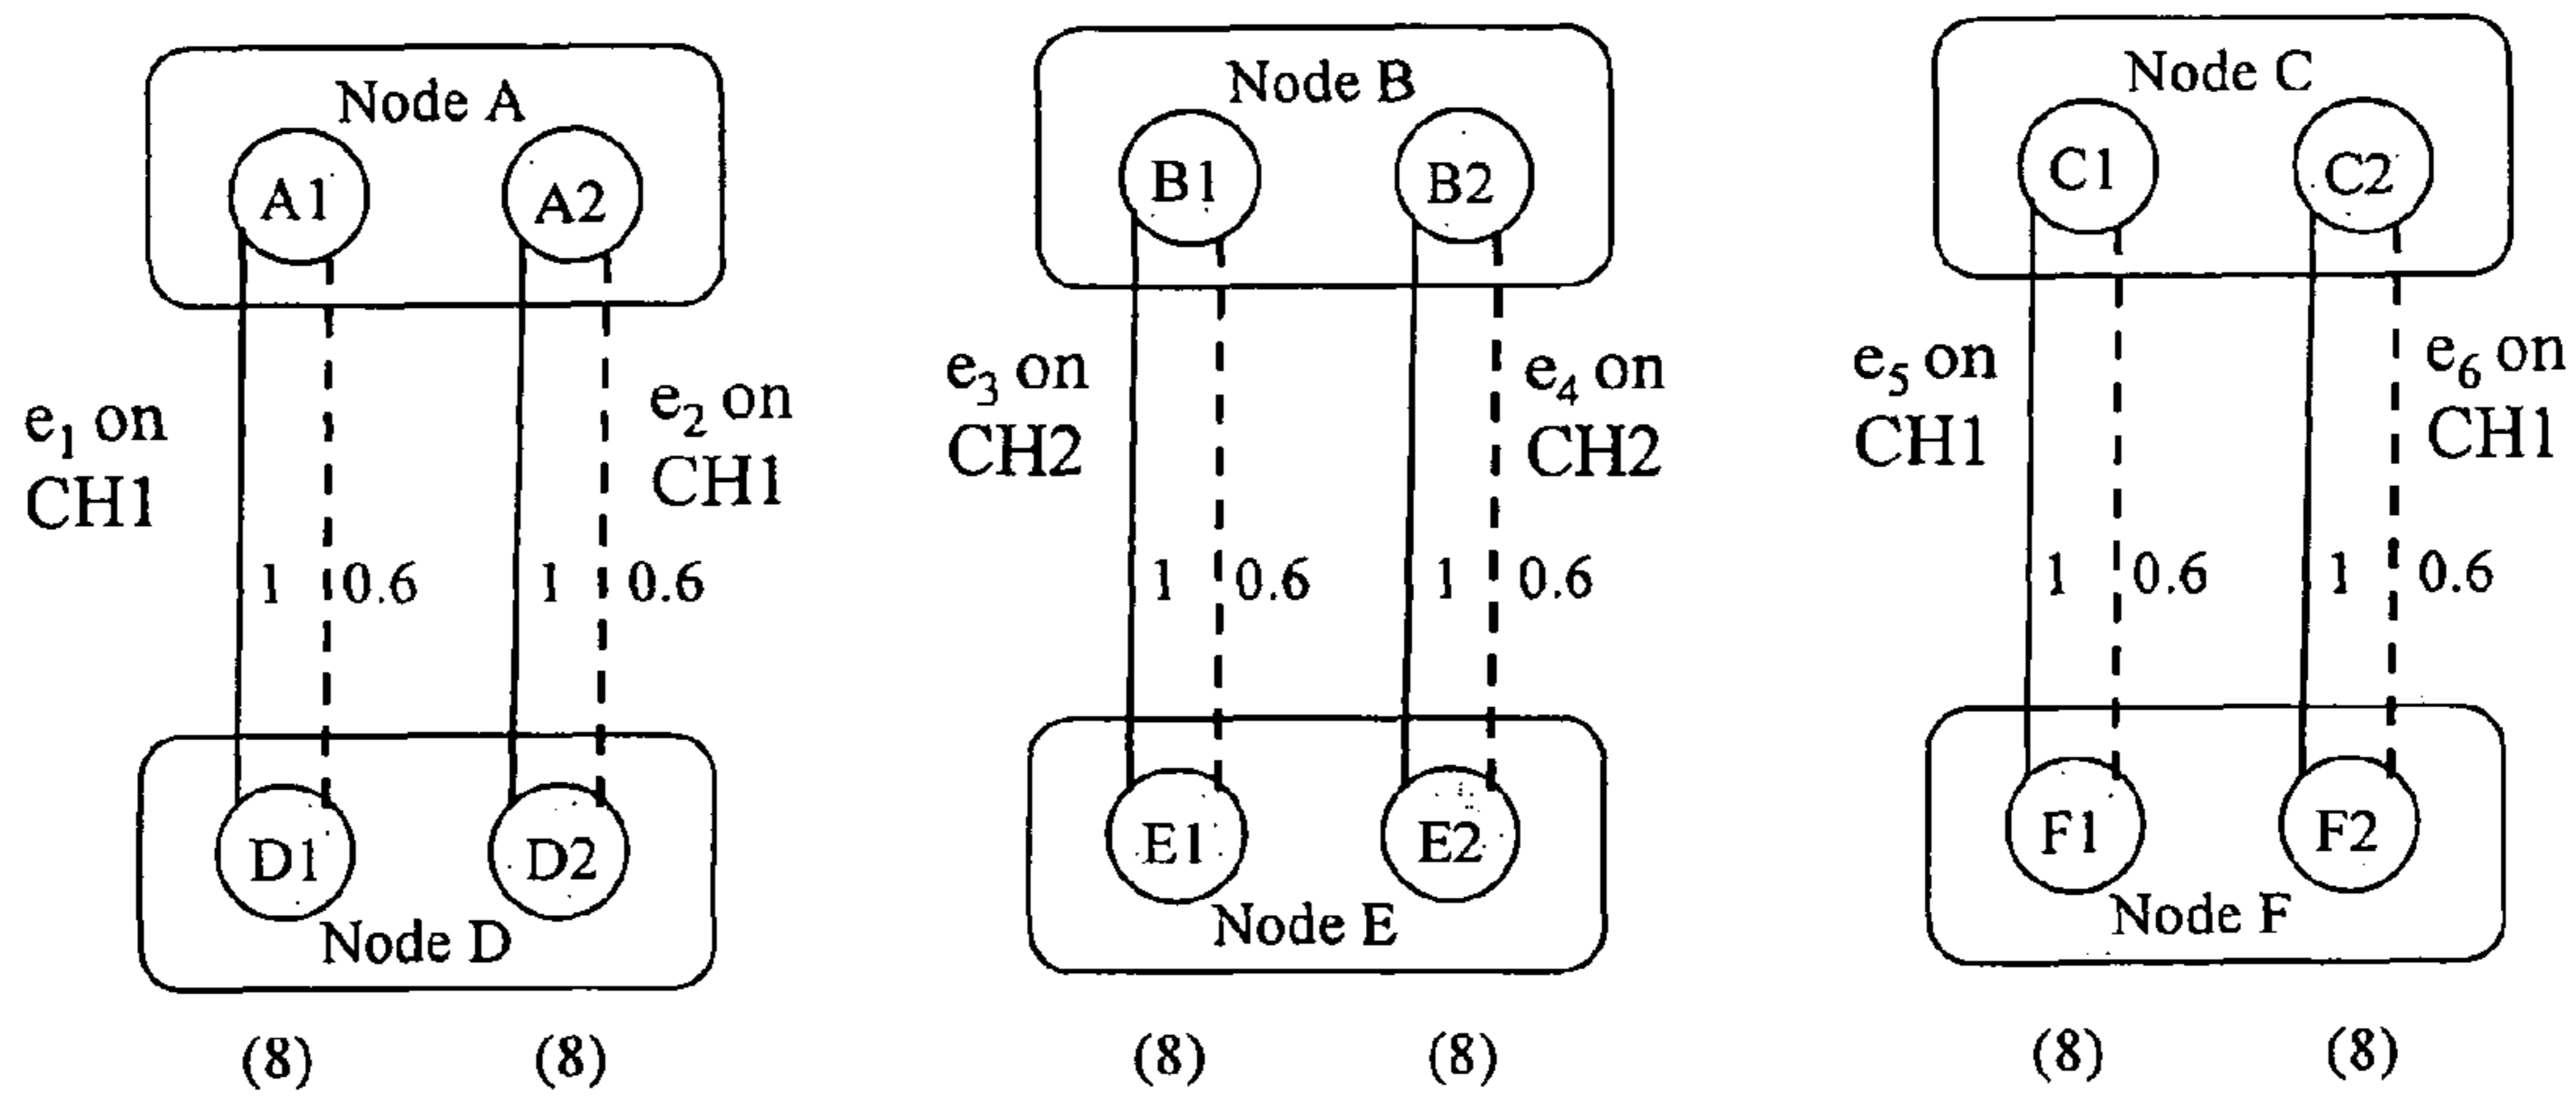 Node A
A1 A2
e1 on
CH1
e2 on
CH1
1 0.6 1 0.6
D1 D2
Node D
(8) (8)
Node B
B1 B2
e3 on
CH2
e4 on
CH2
1 0.6 1 0.6
E1 E2
Node E
(8) (8)
Node C
C1 C2
e5 on
CH1
e6 on
CH1
1 0.6 1 0.6
F1 F2
Node F
(8) (8)